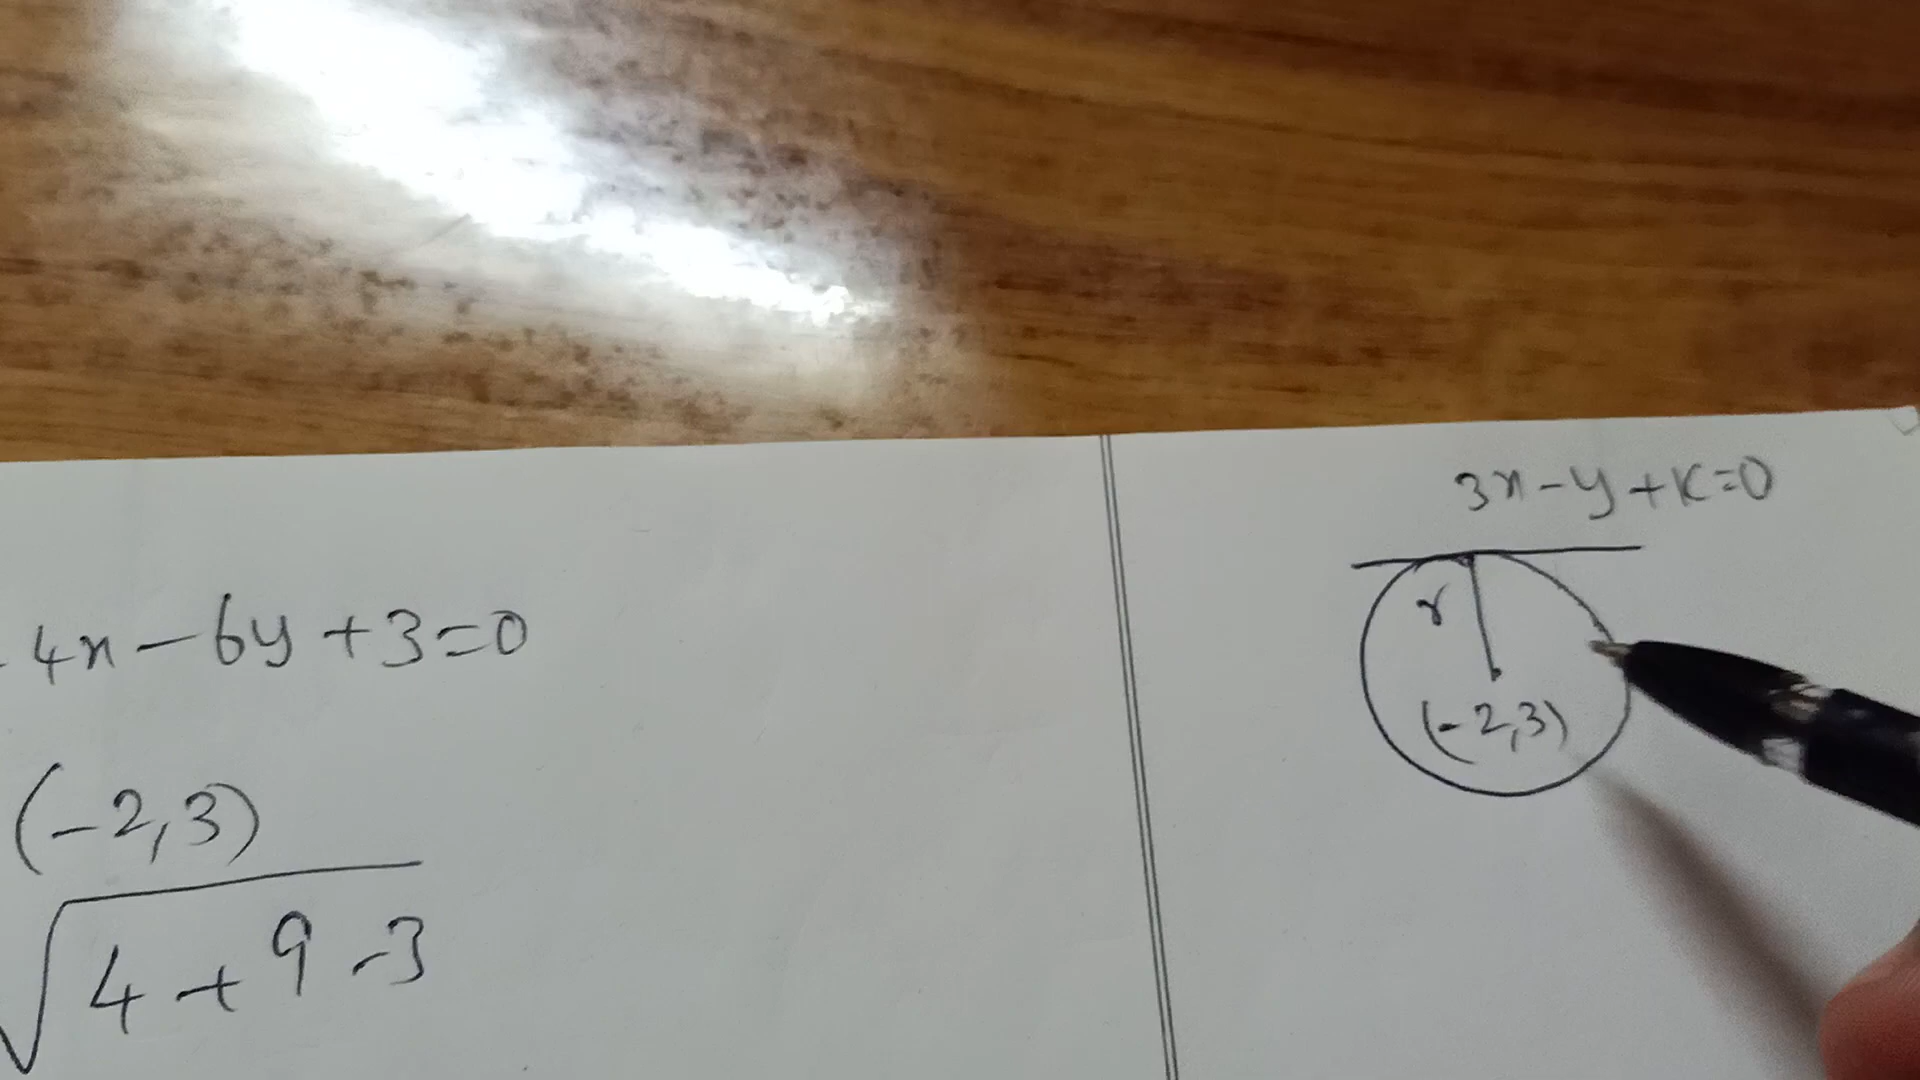 4x - 6y + 3 = 0
(-2,3)
√4 + 9 - 3
3x - y + k = 0
r
(-2,3)